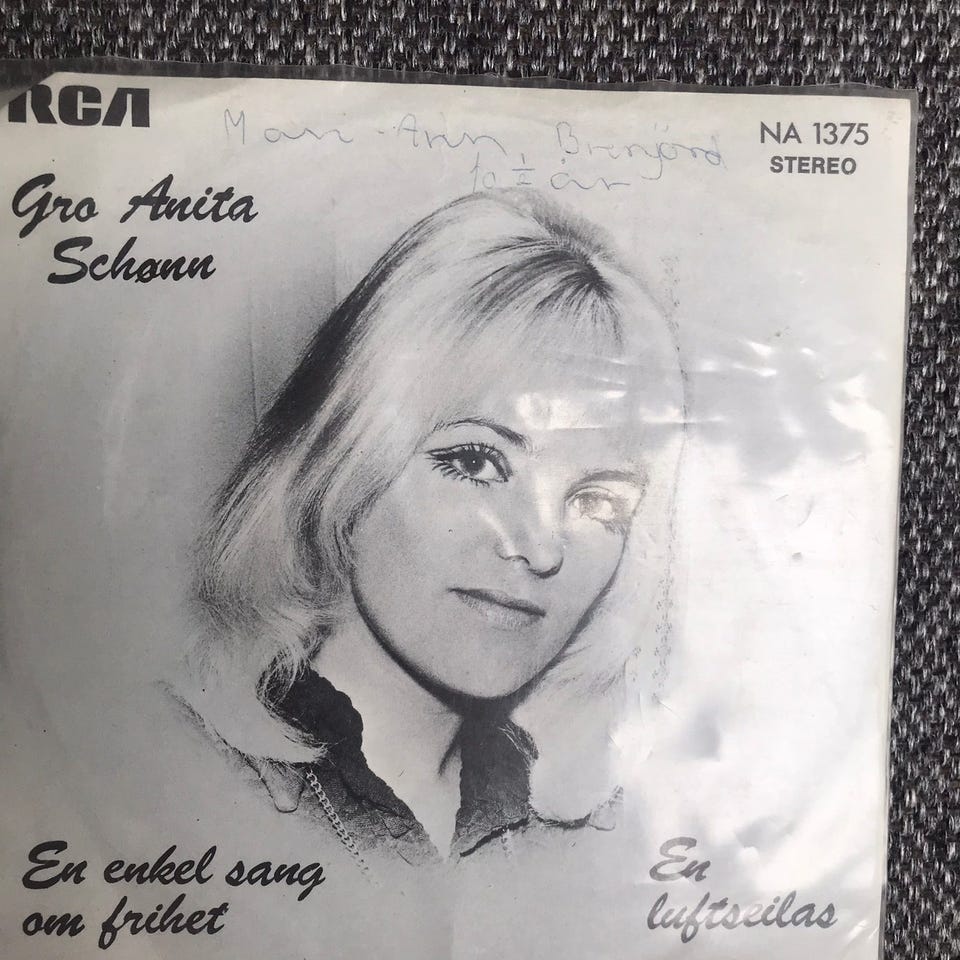 RCA
Mari-Ann Brenjord
10 1/2 år
NA 1375
STEREO
Gro Anita
Schønn
En enkel sang
om frihet
En
luftseilas